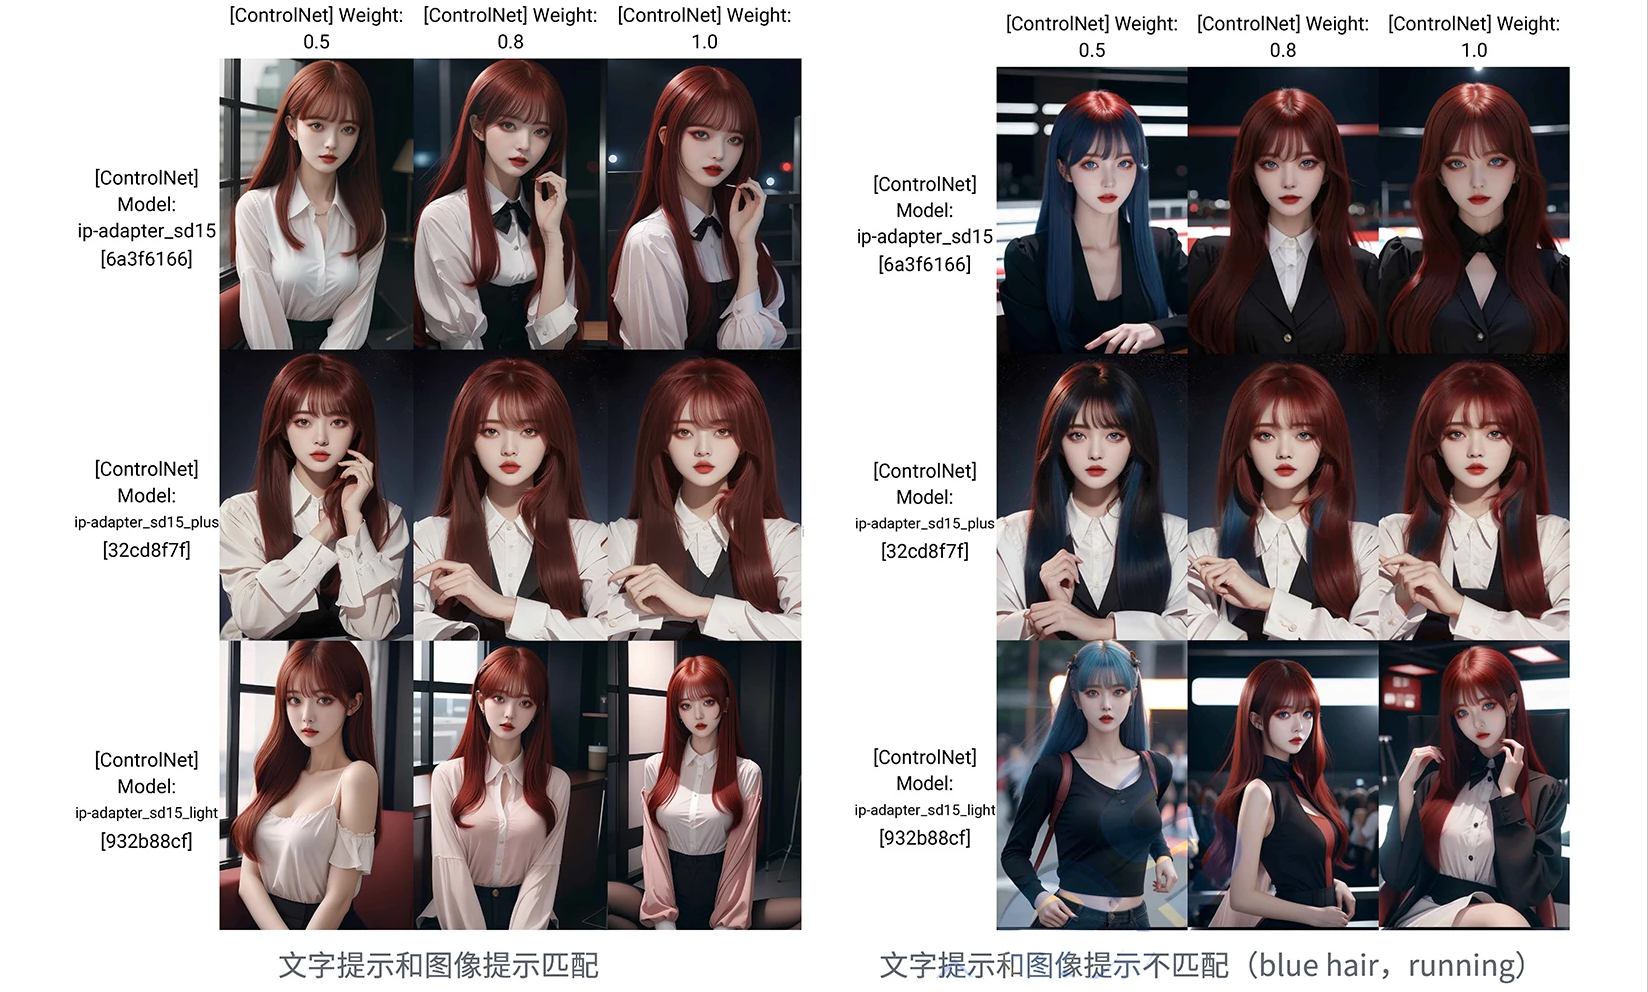 [ControlNet] Weight: [ControlNet] Weight: [ControlNet] Weight:
0.5 0.8 1.0
[ControlNet]
Model:
ip-adapter_sd15
[6a3f6166]
[ControlNet]
Model:
ip-adapter_sd15_plus
[32cd8f7f]
[ControlNet]
Model:
ip-adapter_sd15_light
[932b88cf]
文字提示和图像提示匹配
[ControlNet] Weight: [ControlNet] Weight: [ControlNet] Weight:
0.5 0.8 1.0
[ControlNet]
Model:
ip-adapter_sd15
[6a3f6166]
[ControlNet]
Model:
ip-adapter_sd15_plus
[32cd8f7f]
[ControlNet]
Model:
ip-adapter_sd15_light
[932b88cf]
文字提示和图像提示不匹配（blue hair，running）